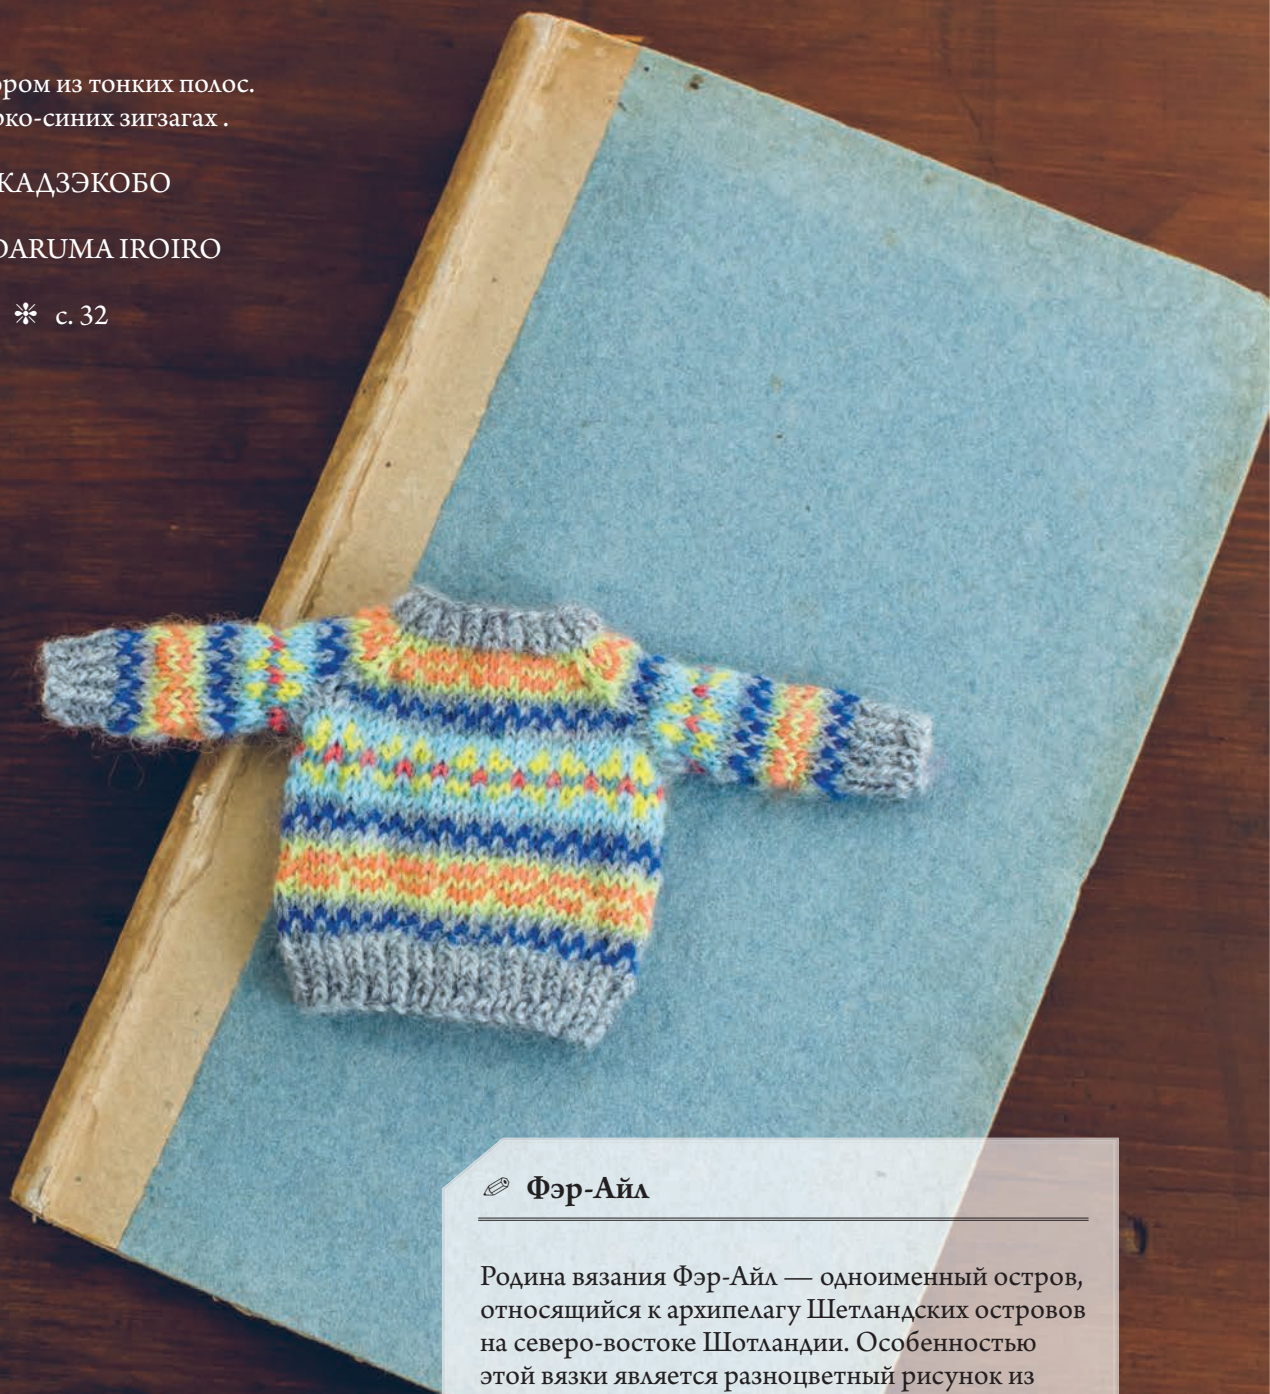 ром из тонких полос.
ко-синих зигзагах .
КАДЗЭКОБО
DARUMA IROIRO
❉ с. 32
Фэр-Айл
Родина вязания Фэр-Айл — одноименный остров,
относящийся к архипелагу Шетландских островов
на северо-востоке Шотландии. Особенностью
этой вязки является разноцветный рисунок из